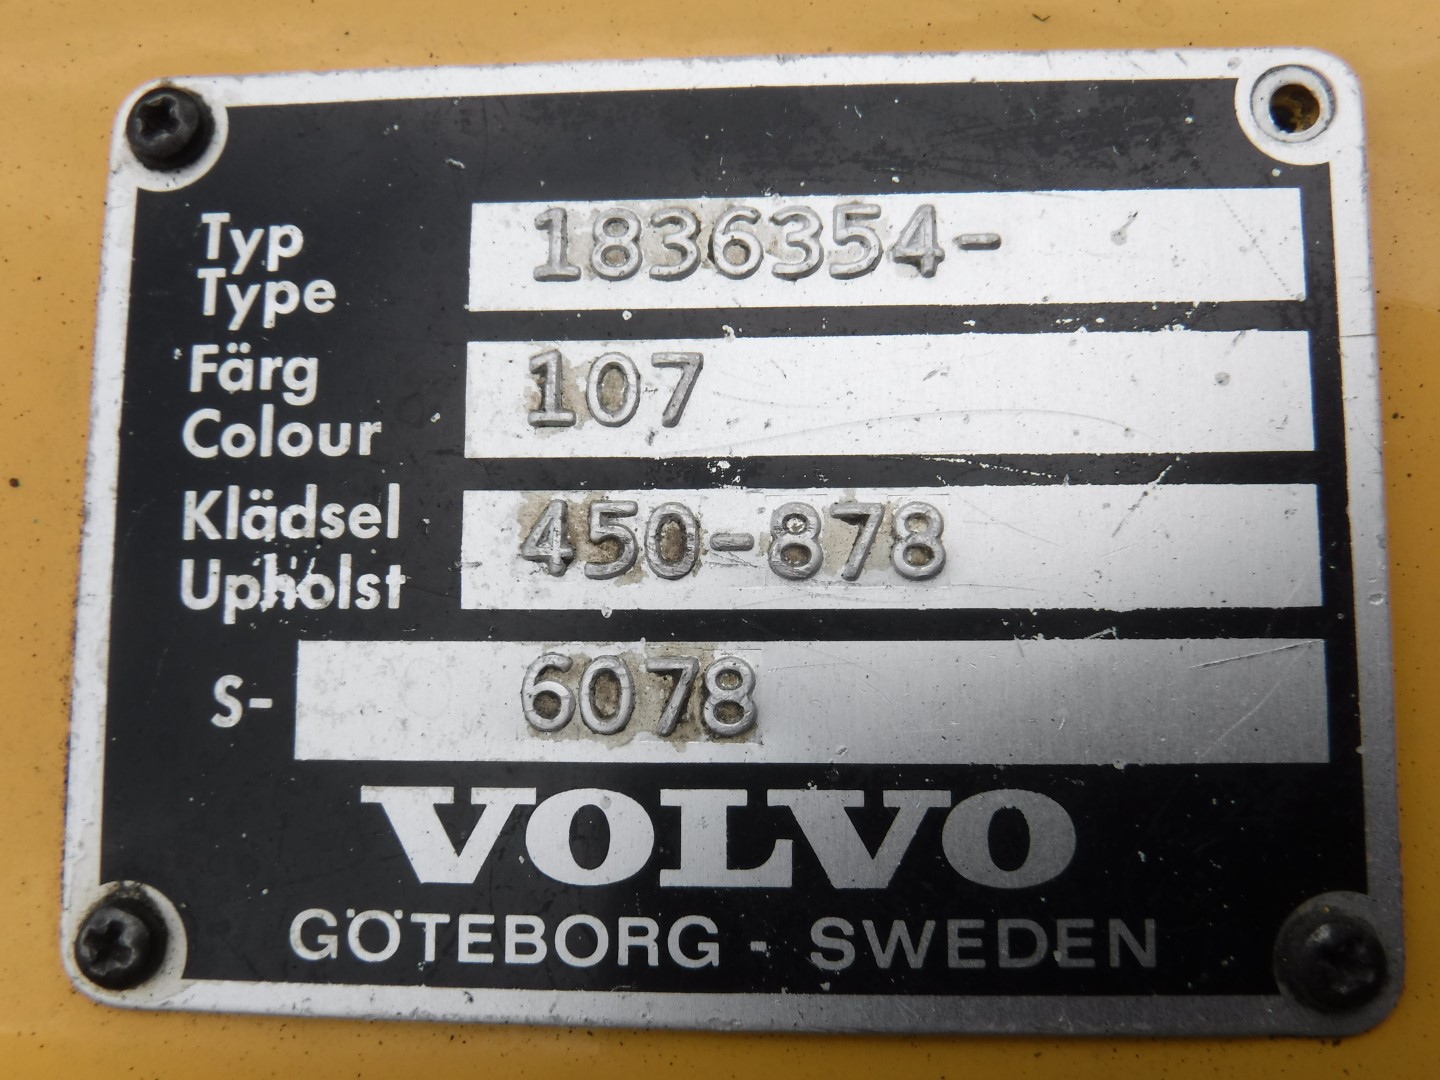 Typ
Type 1836354-
Färg
Colour 107
Klädsel
Upholst 450-878
S- 6078
VOLVO
GÖTEBORG - SWEDEN